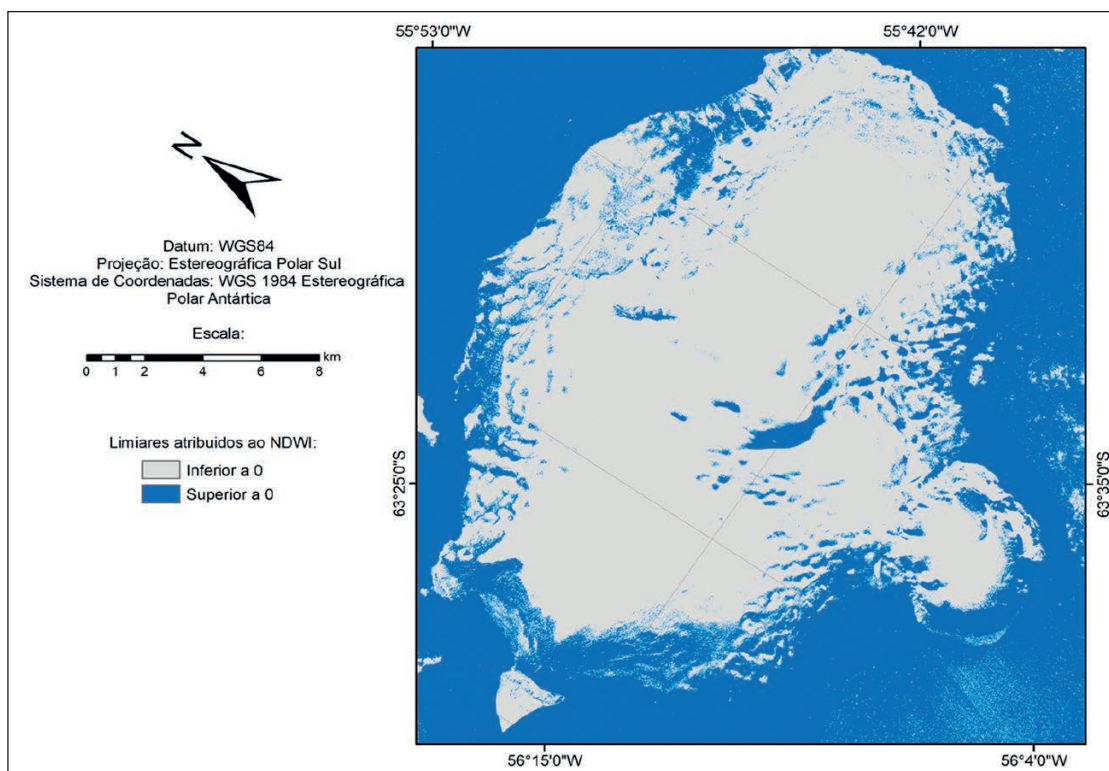 55°53'0"W
55°42'0"W
N
Datum: WGS84
Projeção: Estereográfica Polar Sul
Sistema de Coordenadas: WGS 1984 Estereográfica
Polar Antártica
Escala:
km
0 1 2 4 6 8
Limiares atribuidos ao NDWI:
Inferior a 0
Superior a 0
63°25'0"S
63°35'0"S
56°15'0"W
56°4'0"W